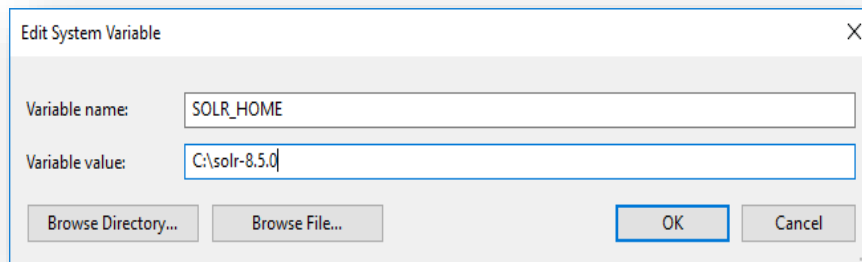 Edit System Variable
Variable name: SOLR_HOME
Variable value: C:\solr-8.5.0
Browse Directory... Browse File... OK Cancel